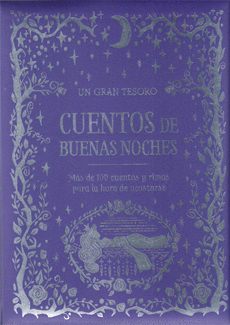 UN GRAN TESORO
CUENTOS DE
BUENAS NOCHES
Más de 100 cuentos y rimas
para la hora de acostarse